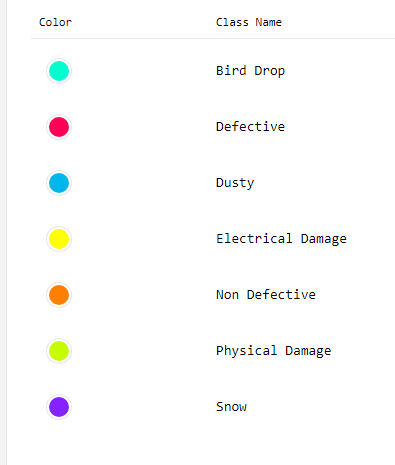 Color Class Name
Bird Drop
Defective
Dusty
Electrical Damage
Non Defective
Physical Damage
Snow